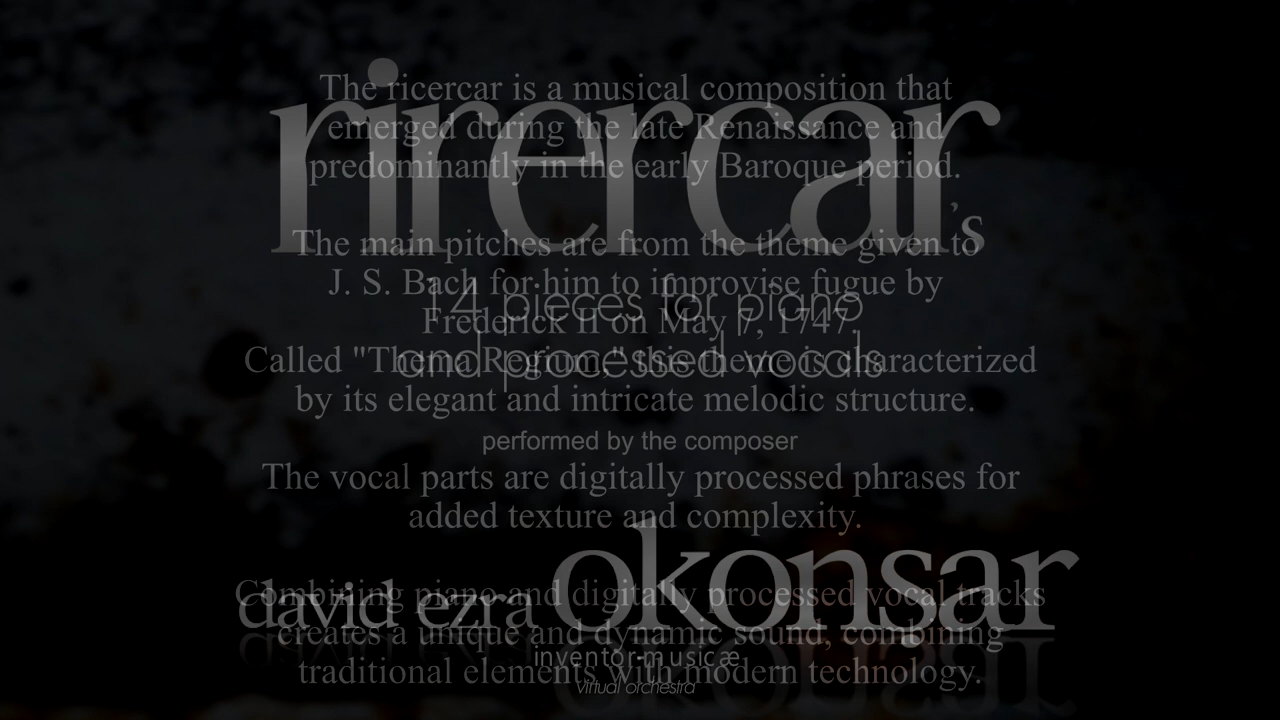 The ricercar is a musical composition that
rirercar's
emerged during the late Renaissance and
predominantly in the early Baroque period.
The main pitches are from the theme given to
J. S. Bach for him to improvise fugue by
14 pieces for piano
Frederick II on May 7, 1747.
Called "Thema Regium," this theme is characterized
and processed vocals
by its elegant and intricate melodic structure.
performed by the composer
The vocal parts are digitally processed phrases for
added texture and complexity.
david ezra okonsar
Combining piano and digitally processed vocal tracks
creates a unique and dynamic sound, combining
inventor-musicæ
traditional elements with modern technology.
virtual orchestra